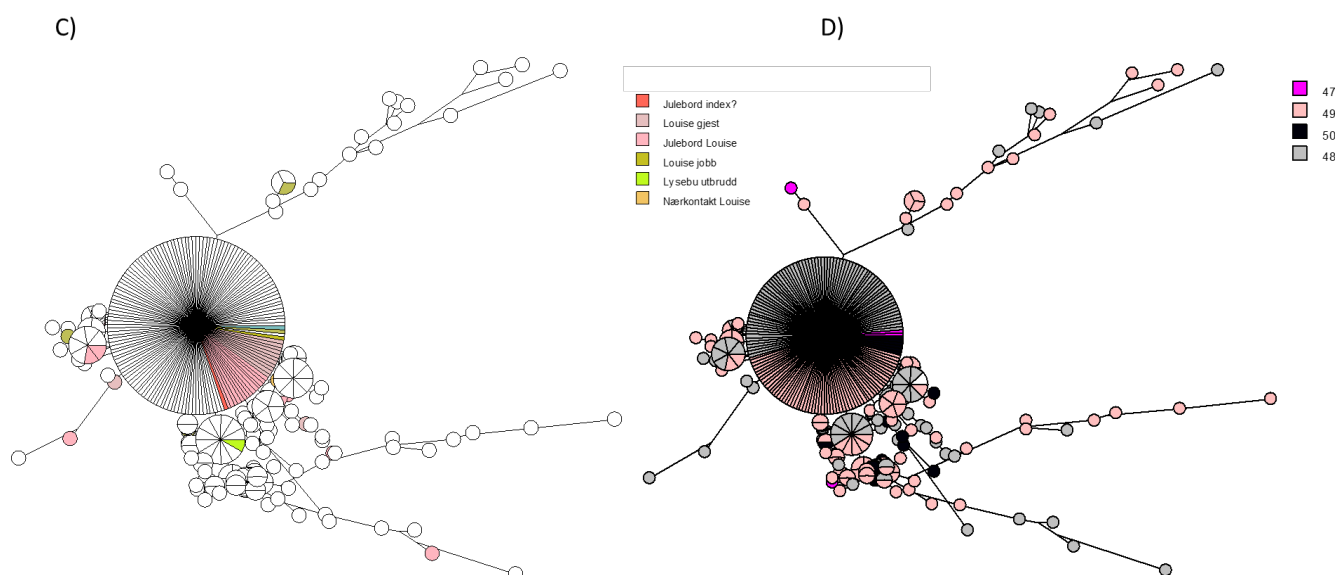 C)
D)
Julebord index?
Louise gjest
Julebord Louise
Louise jobb
Lysebu utbrudd
Nærkontakt Louise
47
49
50
48